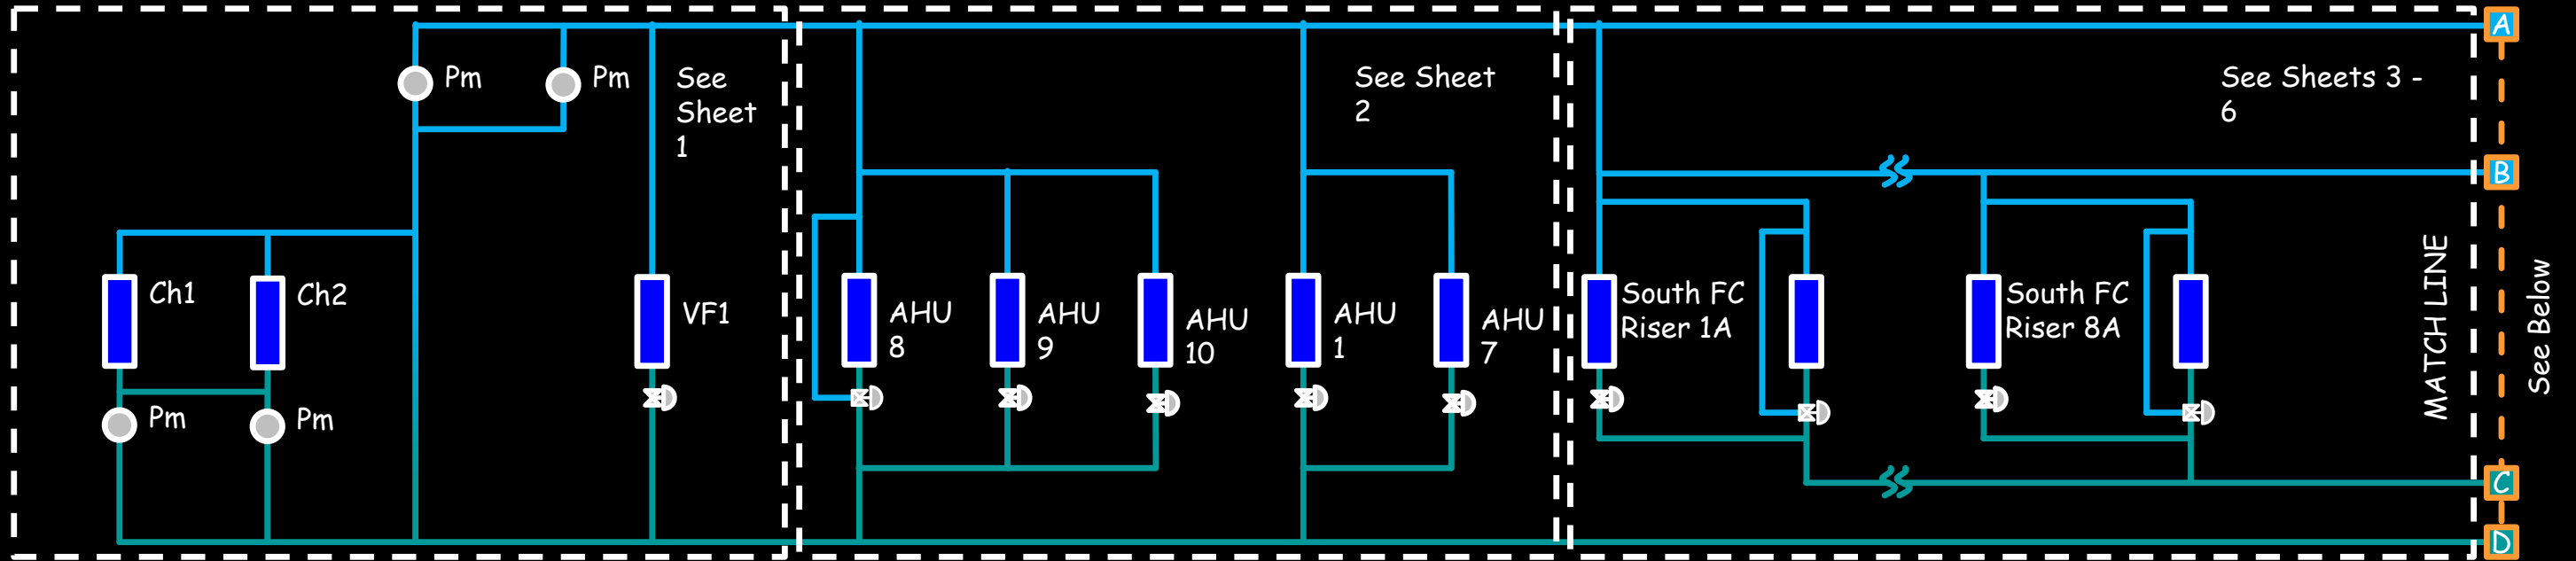 Pm
Pm
See
Sheet
1
See Sheet
2
See Sheets 3 -
6
A
B
Ch1
Ch2
VF1
AHU
8
AHU
9
AHU
10
AHU
1
AHU
7
South FC
Riser 1A
South FC
Riser 8A
MATCH LINE
See Below
Pm
Pm
C
D